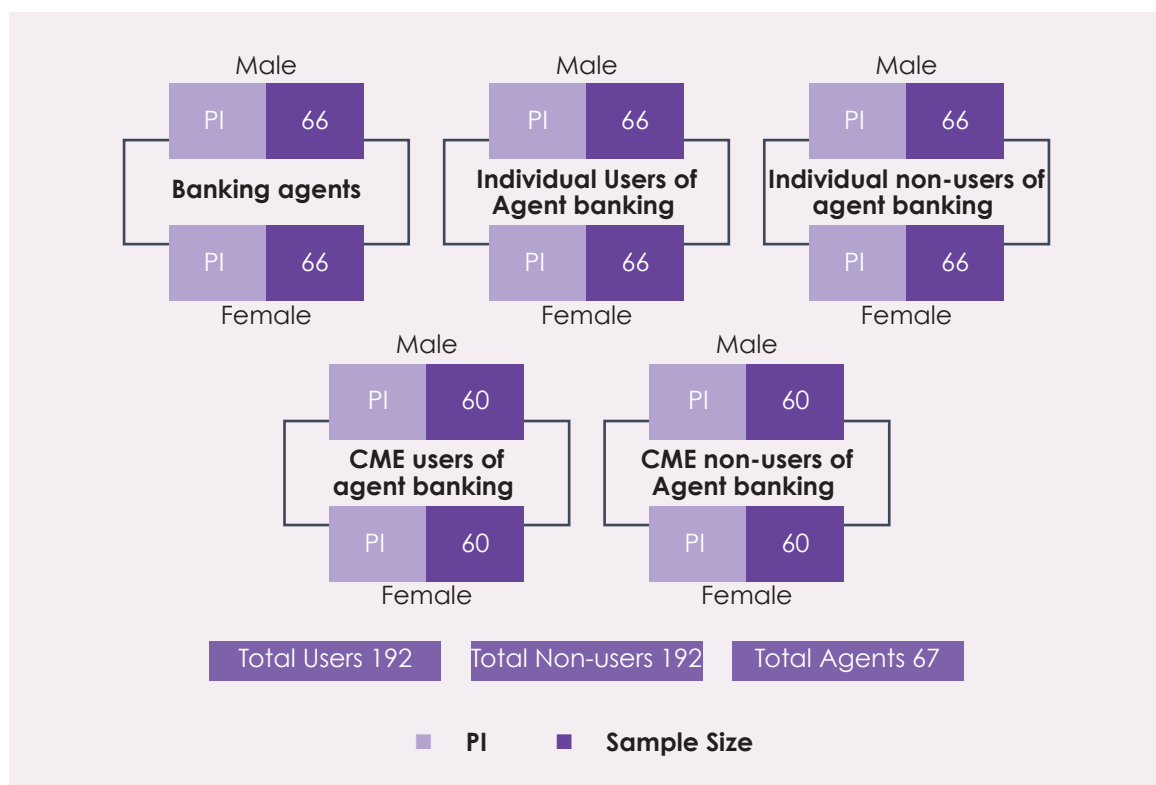 Male Male Male
PI 66 PI 66 PI 66
Banking agents
Individual Users of
Agent banking
Individual non-users of
agent banking
PI 66 PI 66 PI 66
Female Female Female
Male Male
PI 60 PI 60
CME users of
agent banking
CME non-users of
Agent banking
PI 60 PI 60
Female Female
Total Users 192 Total Non-users 192 Total Agents 67
PI Sample Size